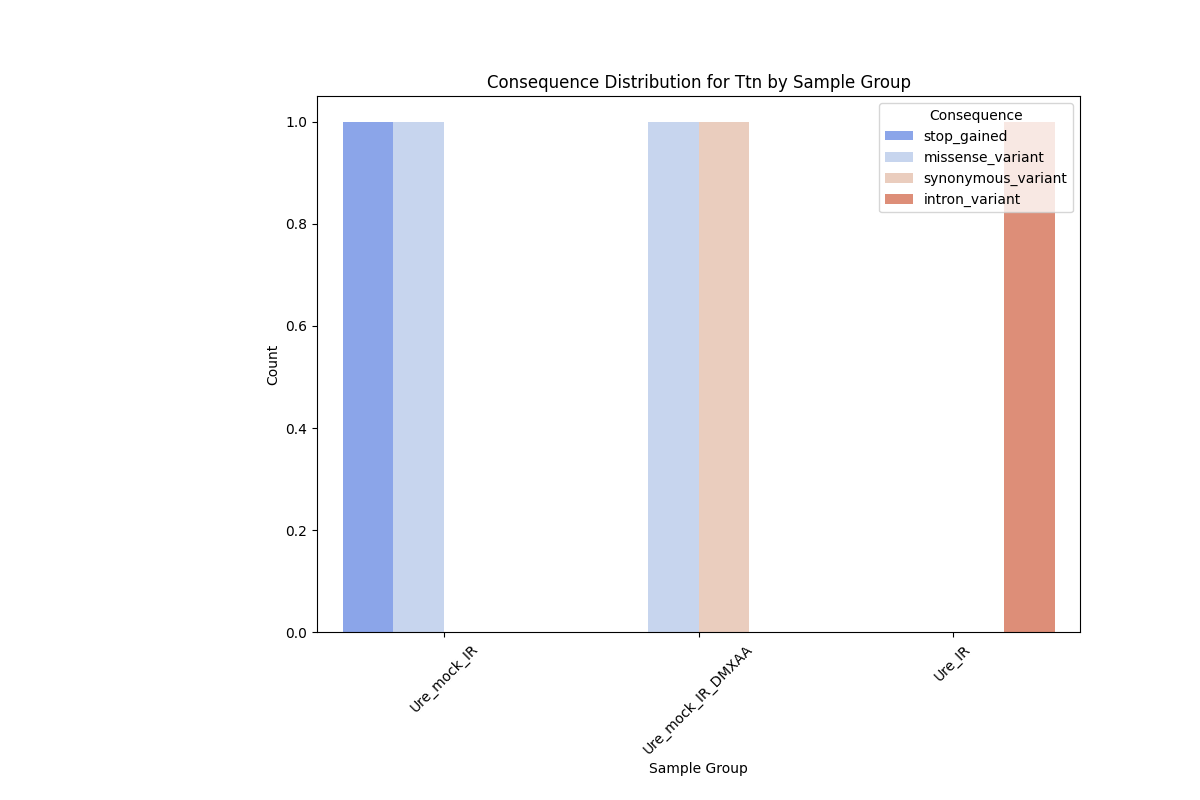 Consequence Distribution for Ttn by Sample Group
Consequence
stop_gained
missense_variant
synonymous_variant
intron_variant
1.0
0.8
0.6
0.4
0.2
0.0
Count
Ure_mock_IR
Ure_mock_IR_DMXAA
Ure_IR
Sample Group